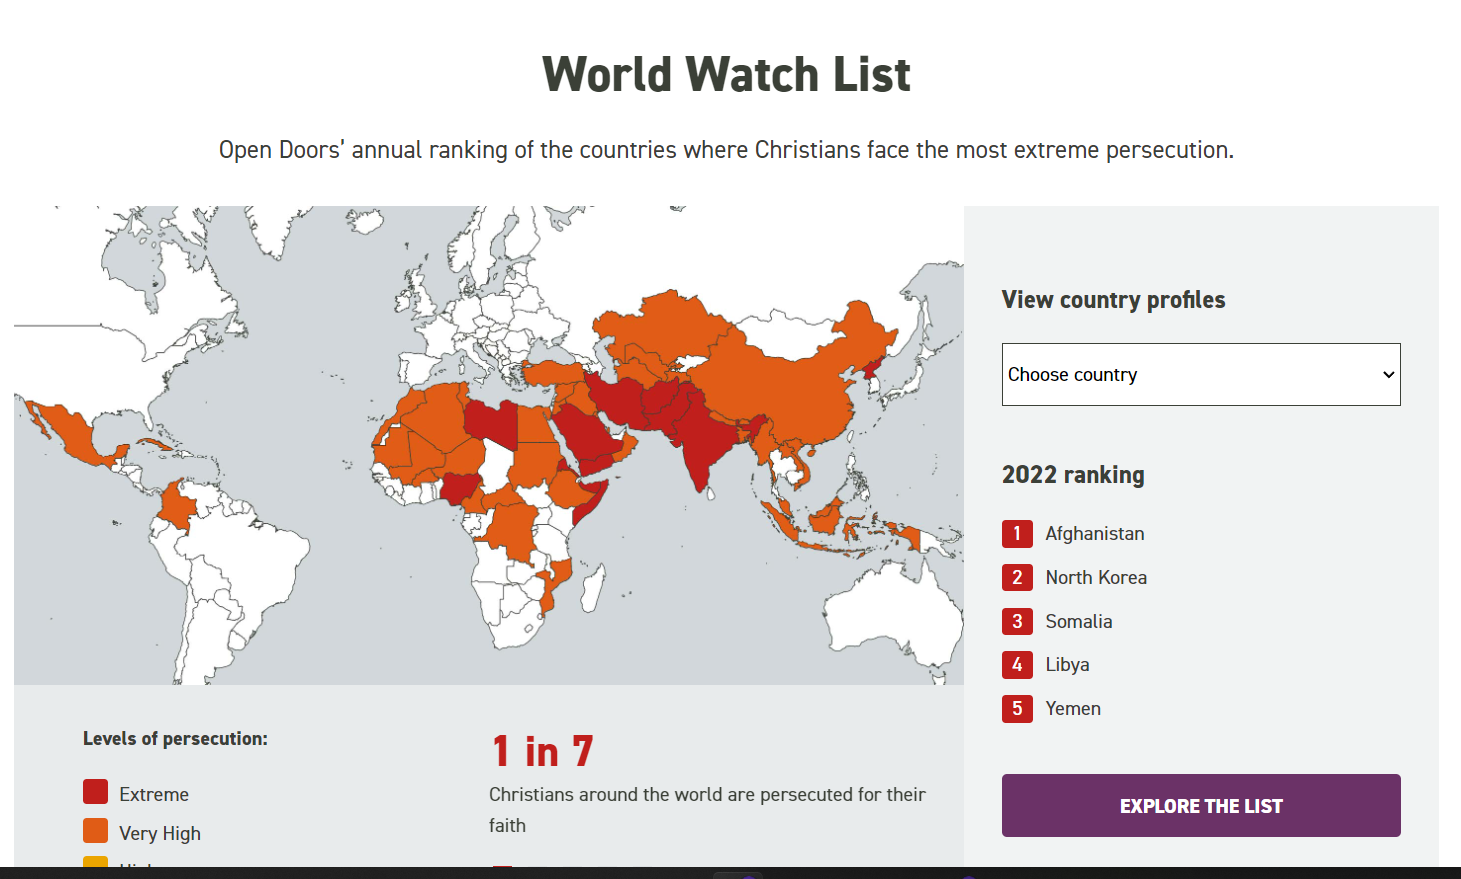 World Watch List
Open Doors’ annual ranking of the countries where Christians face the most extreme persecution.
View country profiles
Choose country
2022 ranking
1 Afghanistan
2 North Korea
3 Somalia
4 Libya
5 Yemen
EXPLORE THE LIST
Levels of persecution:
Extreme
Very High
1 in 7
Christians around the world are persecuted for their
faith